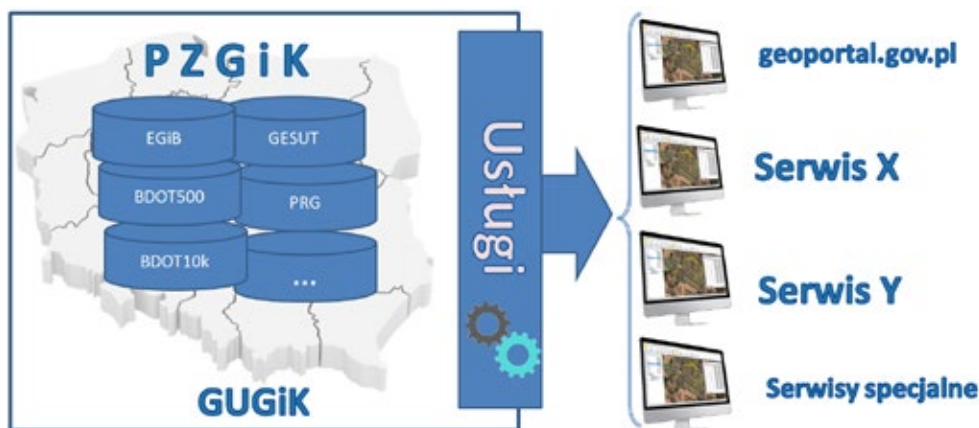 PZGiK
EGiB
GESUT
BDOT500
PRG
BDOT10k
...
GUGiK
Usługi
geoportal.gov.pl
Serwis X
Serwis Y
Serwisy specjalne